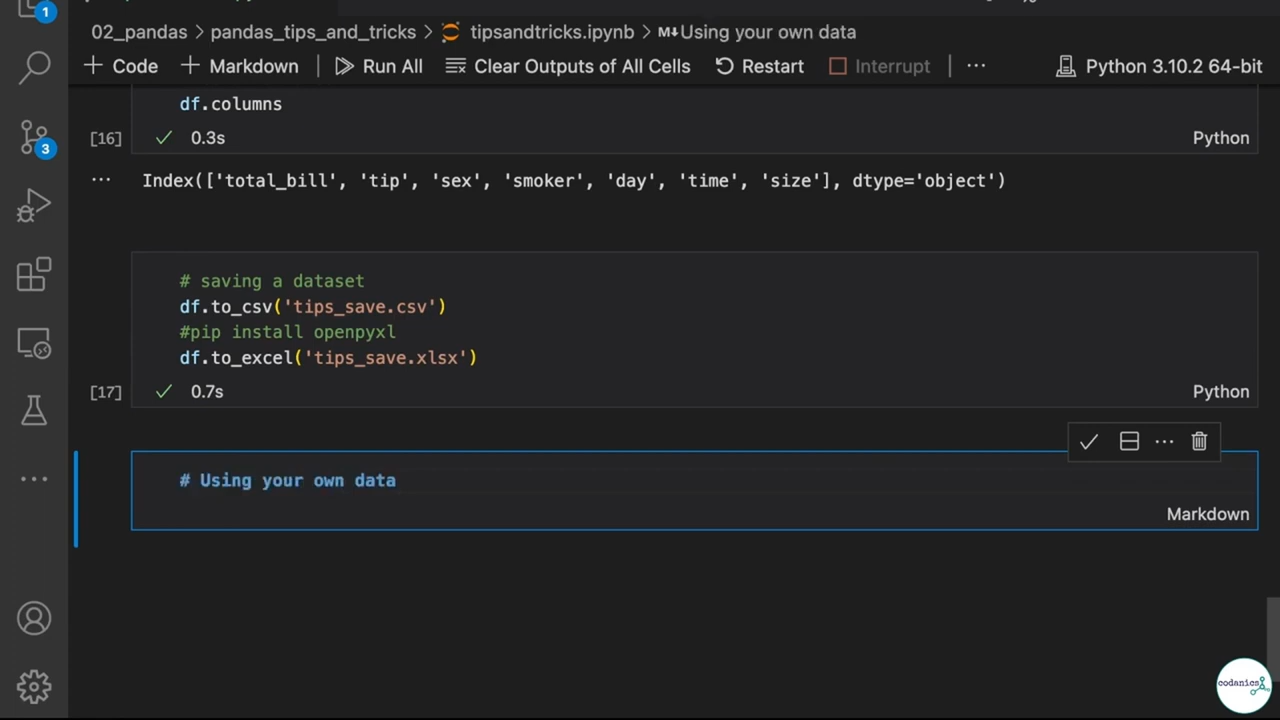 1
02_pandas > pandas_tips_and_tricks > tipsandtricks.ipynb > M↓Using your own data
+ Code + Markdown | Run All Clear Outputs of All Cells Restart Interrupt | ... Python 3.10.2 64-bit
df.columns
3
[16] ✓ 0.3s Python
... Index(['total_bill', 'tip', 'sex', 'smoker', 'day', 'time', 'size'], dtype='object')
# saving a dataset
df.to_csv('tips_save.csv')
#pip install openpyxl
df.to_excel('tips_save.xlsx')
[17] ✓ 0.7s Python
# Using your own data
Markdown
codanics